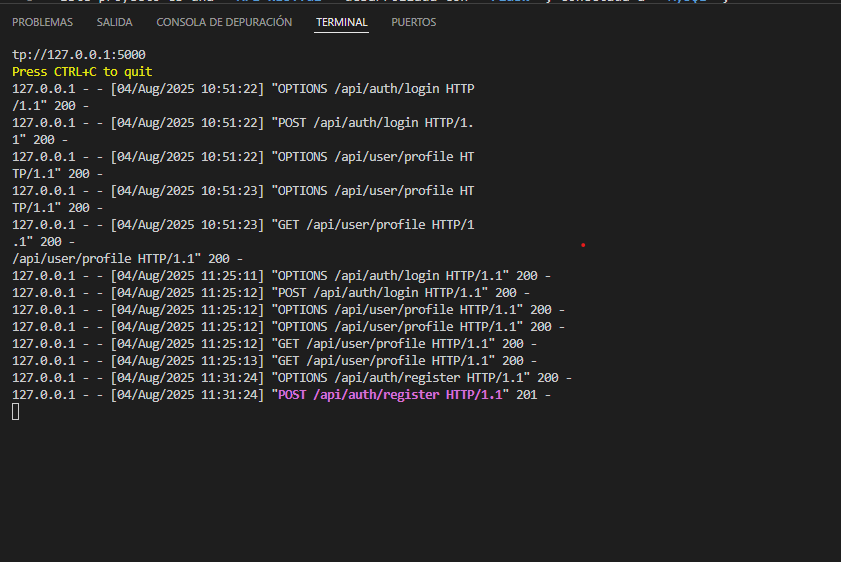 PROBLEMAS SALIDA CONSOLA DE DEPURACIÓN TERMINAL PUERTOS
tp://127.0.0.1:5000
Press CTRL+C to quit
127.0.0.1 - - [04/Aug/2025 10:51:22] "OPTIONS /api/auth/login HTTP
/1.1" 200 -
127.0.0.1 - - [04/Aug/2025 10:51:22] "POST /api/auth/login HTTP/1.
1" 200 -
127.0.0.1 - - [04/Aug/2025 10:51:22] "OPTIONS /api/user/profile HT
TP/1.1" 200 -
127.0.0.1 - - [04/Aug/2025 10:51:23] "OPTIONS /api/user/profile HT
TP/1.1" 200 -
127.0.0.1 - - [04/Aug/2025 10:51:23] "GET /api/user/profile HTTP/1
.1" 200 -
/api/user/profile HTTP/1.1" 200 -
127.0.0.1 - - [04/Aug/2025 11:25:11] "OPTIONS /api/auth/login HTTP/1.1" 200 -
127.0.0.1 - - [04/Aug/2025 11:25:12] "POST /api/auth/login HTTP/1.1" 200 -
127.0.0.1 - - [04/Aug/2025 11:25:12] "OPTIONS /api/user/profile HTTP/1.1" 200 -
127.0.0.1 - - [04/Aug/2025 11:25:12] "OPTIONS /api/user/profile HTTP/1.1" 200 -
127.0.0.1 - - [04/Aug/2025 11:25:12] "GET /api/user/profile HTTP/1.1" 200 -
127.0.0.1 - - [04/Aug/2025 11:25:13] "GET /api/user/profile HTTP/1.1" 200 -
127.0.0.1 - - [04/Aug/2025 11:31:24] "OPTIONS /api/auth/register HTTP/1.1" 200 -
127.0.0.1 - - [04/Aug/2025 11:31:24] "POST /api/auth/register HTTP/1.1" 201 -